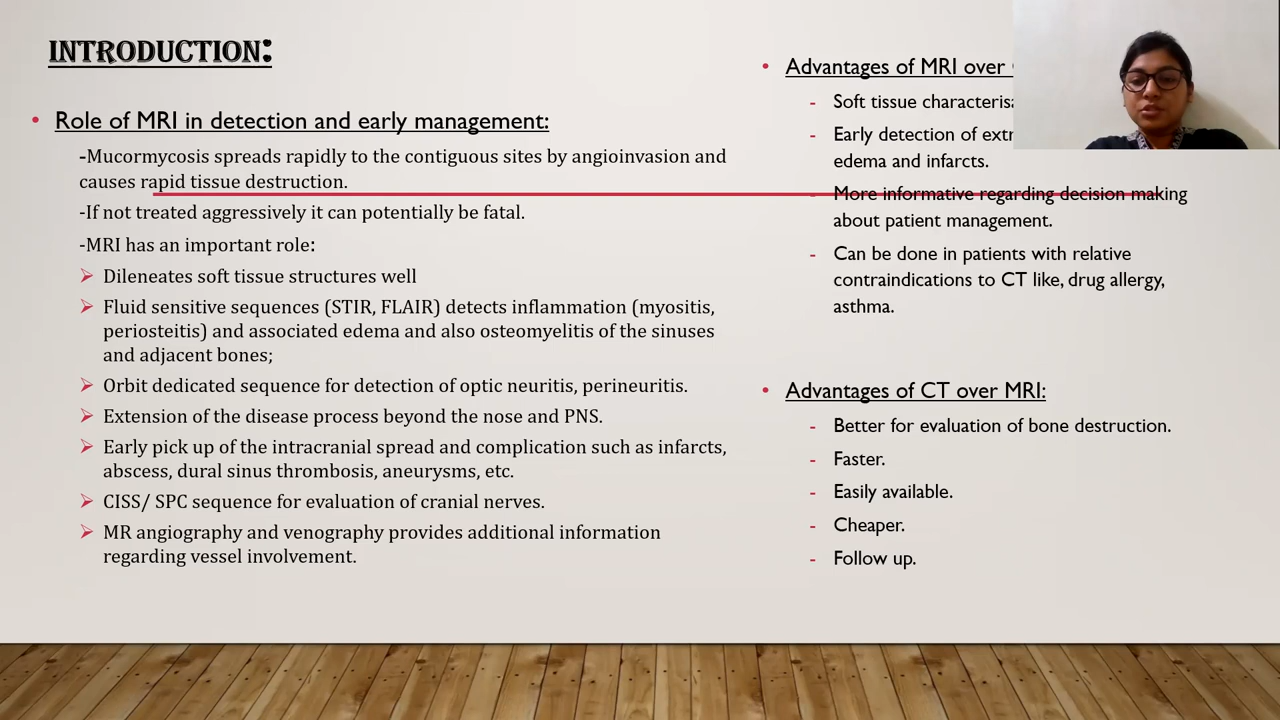 INTRODUCTION:
• Role of MRI in detection and early management:
-Mucormycosis spreads rapidly to the contiguous sites by angioinvasion and
causes rapid tissue destruction.
-If not treated aggressively it can potentially be fatal.
-MRI has an important role:
➢ Dileneates soft tissue structures well
➢ Fluid sensitive sequences (STIR, FLAIR) detects inflammation (myositis,
periosteitis) and associated edema and also osteomyelitis of the sinuses
and adjacent bones;
➢ Orbit dedicated sequence for detection of optic neuritis, perineuritis.
➢ Extension of the disease process beyond the nose and PNS.
➢ Early pick up of the intracranial spread and complication such as infarcts,
abscess, dural sinus thrombosis, aneurysms, etc.
➢ CISS/ SPC sequence for evaluation of cranial nerves.
➢ MR angiography and venography provides additional information
regarding vessel involvement.
• Advantages of MRI over
- Soft tissue
- Early detection of
edema and infarcts.
- More informative regarding decision making
about patient management.
- Can be done in patients with relative
contraindications to CT like, drug allergy,
asthma.
• Advantages of CT over MRI:
- Better for evaluation of bone destruction.
- Faster.
- Easily available.
- Cheaper.
- Follow up.